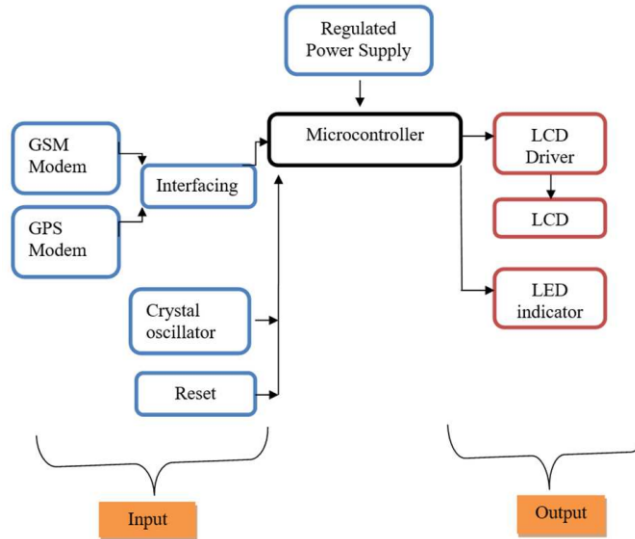 Regulated
Power Supply
Microcontroller
GSM
Modem
GPS
Modem
Interfacing
LCD
Driver
LCD
LED
indicator
Crystal
oscillator
Reset
Input
Output